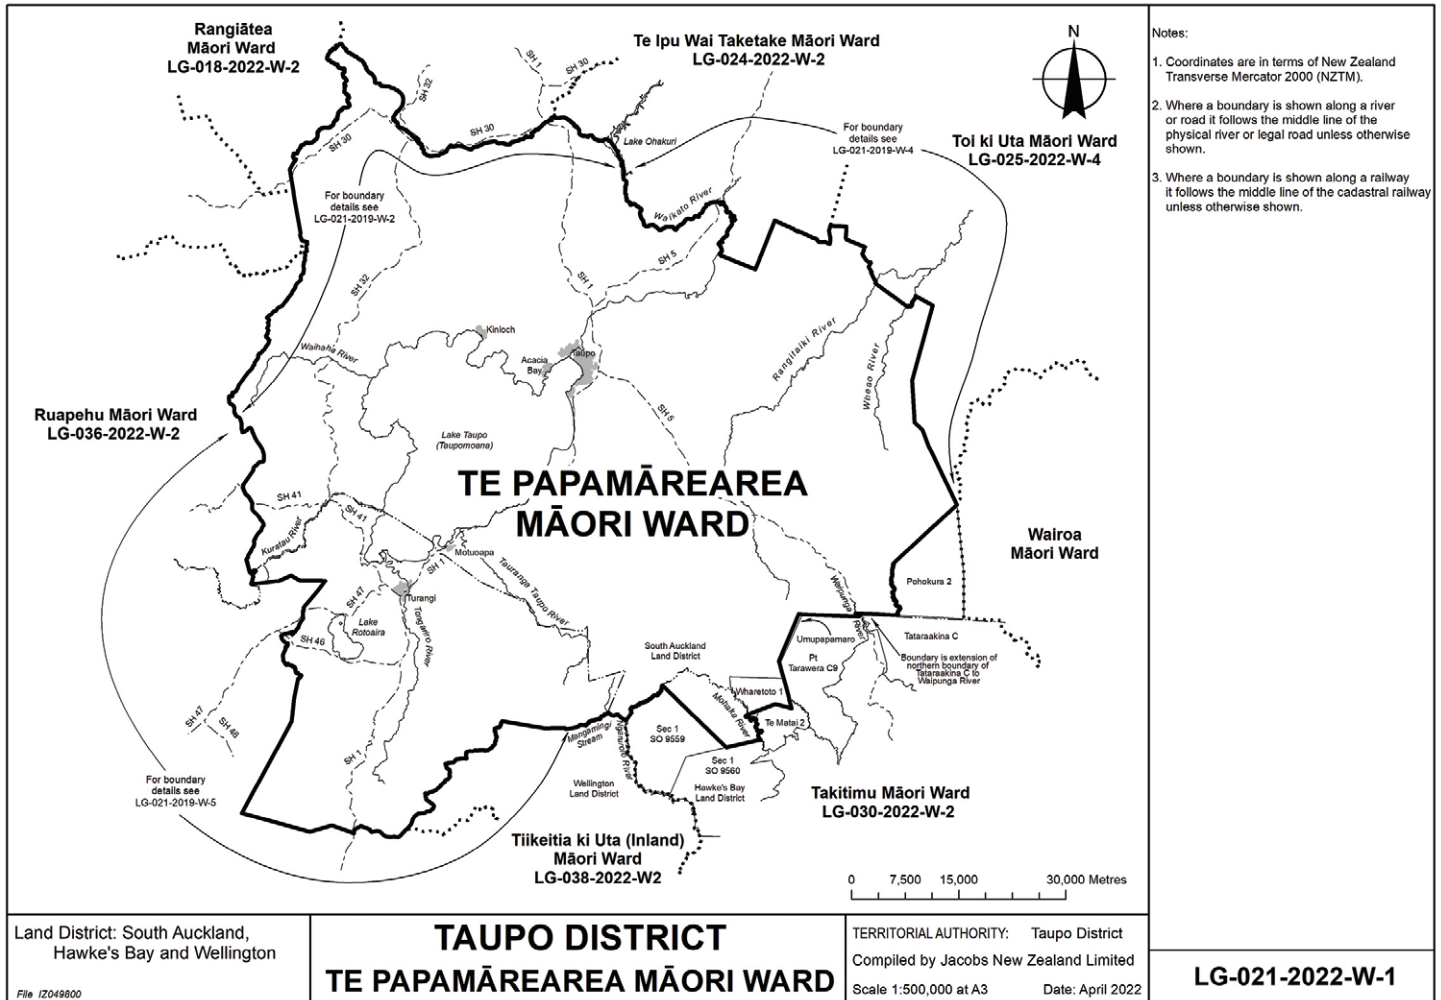 Rangiātea
Māori Ward
LG-018-2022-W-2
Te Ipu Wai Taketake Māori Ward
LG-024-2022-W-2
N
Toi ki Uta Māori Ward
LG-025-2022-W-4
SH 1
SH 30
SH 32
SH 30
SH 30
Lake Ohakuri
For boundary
details see
LG-021-2019-W-4
For boundary
details see
LG-021-2019-W-2
Waikato River
SH 5
SH 32
SH 1
Kinloch
Acacia
Bay
Taupo
Waihaha River
Rangitaiki River
Wheao River
Ruapehu Māori Ward
LG-036-2022-W-2
Lake Taupo
(Taupomoana)
SH 5
TE PAPAMĀREAREA
MĀORI WARD
SH 41
SH 41
Kuratau River
Motuoapa
SH 1
Tauranga Taupo River
Wairoa
Māori Ward
Pohokura 2
Waipunga
River
SH 47
Turangi
Lake
Rotoaira
SH 46
Tongariro River
South Auckland
Land District
Umupapamaro
Pt
Tarawera C9
Tataraakina C
Boundary is extension of
northern boundary of
Tataraakina C to
Waipunga River
Wharetoto 1
Mohaka River
Te Matai 2
SH 47
SH 48
SH 1
Mangamingi
Stream
Ngaruroro River
Sec 1
SO 9559
Sec 1
SO 9560
Wellington
Land District
Hawke's Bay
Land District
For boundary
details see
LG-021-2019-W-5
Takitimu Māori Ward
LG-030-2022-W-2
Tiikeitia ki Uta (Inland)
Māori Ward
LG-038-2022-W2
0 7,500 15,000 30,000 Metres
Notes:
1. Coordinates are in terms of New Zealand
Transverse Mercator 2000 (NZTM).
2. Where a boundary is shown along a river
or road it follows the middle line of the
physical river or legal road unless otherwise
shown.
3. Where a boundary is shown along a railway
it follows the middle line of the cadastral railway
unless otherwise shown.
Land District: South Auckland,
Hawke's Bay and Wellington
File IZ049800
TAUPO DISTRICT
TE PAPAMĀREAREA MĀORI WARD
TERRITORIAL AUTHORITY: Taupo District
Compiled by Jacobs New Zealand Limited
Scale 1:500,000 at A3 Date: April 2022
LG-021-2022-W-1